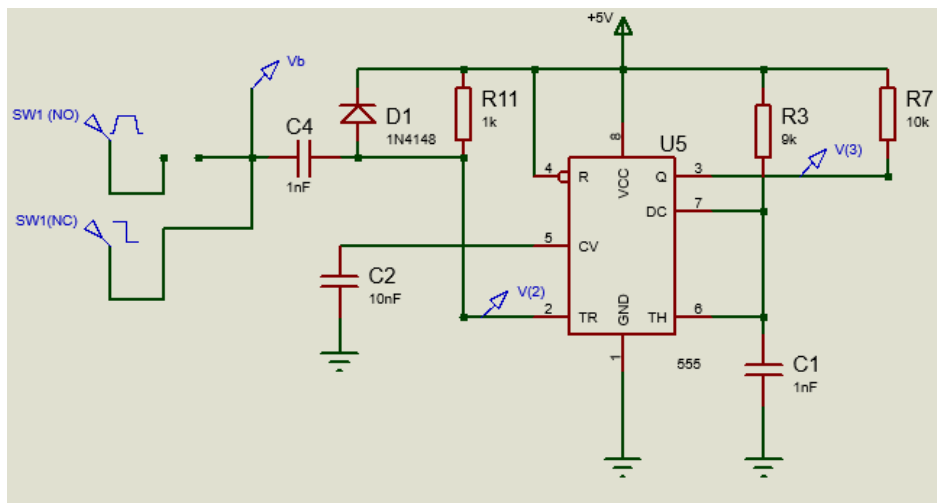 +5V
Vb
SW1 (NO)
C4
1nF
D1
1N4148
R11
1k
R3
9k
R7
10k
U5
8
VCC
4
R
Q
3
V(3)
DC
7
SW1(NC)
5
CV
C2
10nF
V(2)
2
TR
GND
TH
6
1
555
C1
1nF